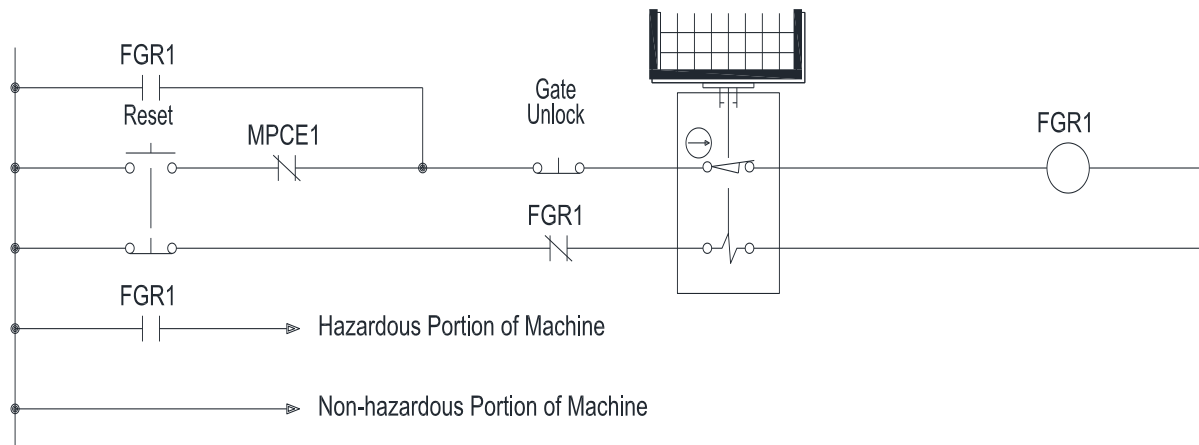 FGR1
Reset
MPCE1
Gate
Unlock
FGR1
FGR1
FGR1
Hazardous Portion of Machine
Non-hazardous Portion of Machine